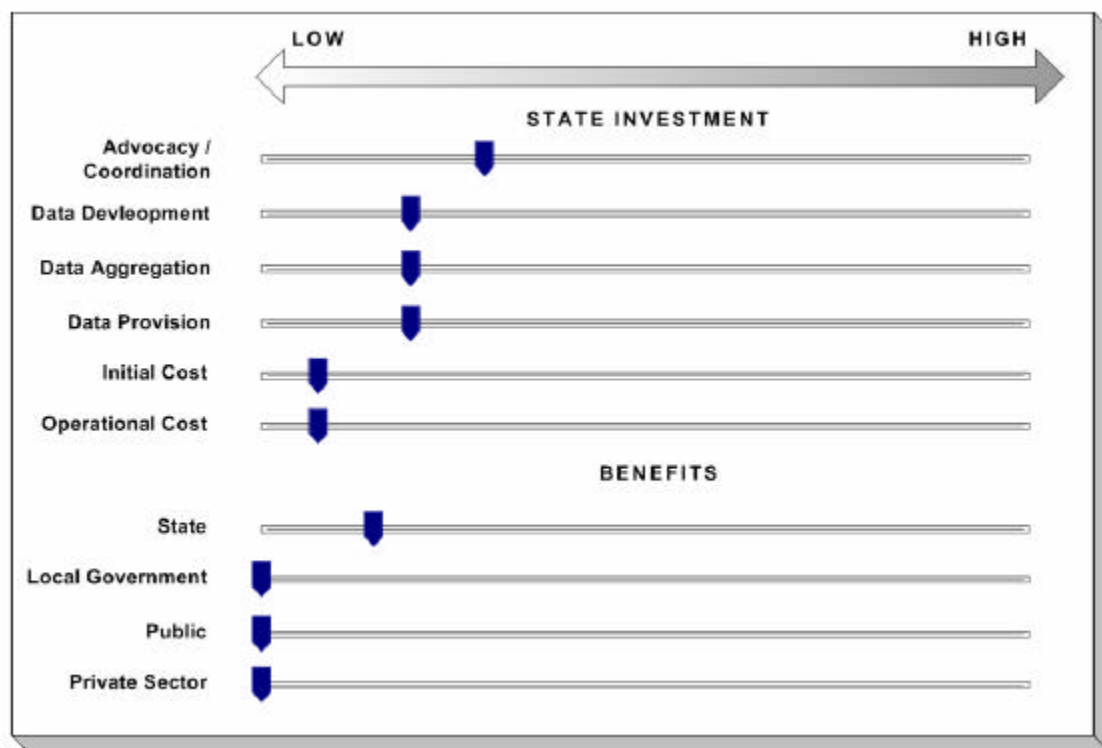 LOW HIGH
STATE INVESTMENT
Advocacy /
Coordination
Data Devleopment
Data Aggregation
Data Provision
Initial Cost
Operational Cost
BENEFITS
State
Local Government
Public
Private Sector